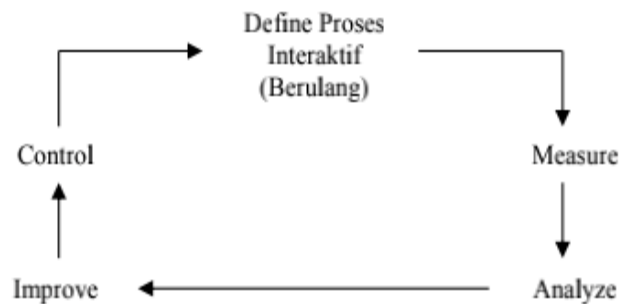 Define Proses
Interaktif
(Berulang)
Control
Measure
Improve
Analyze